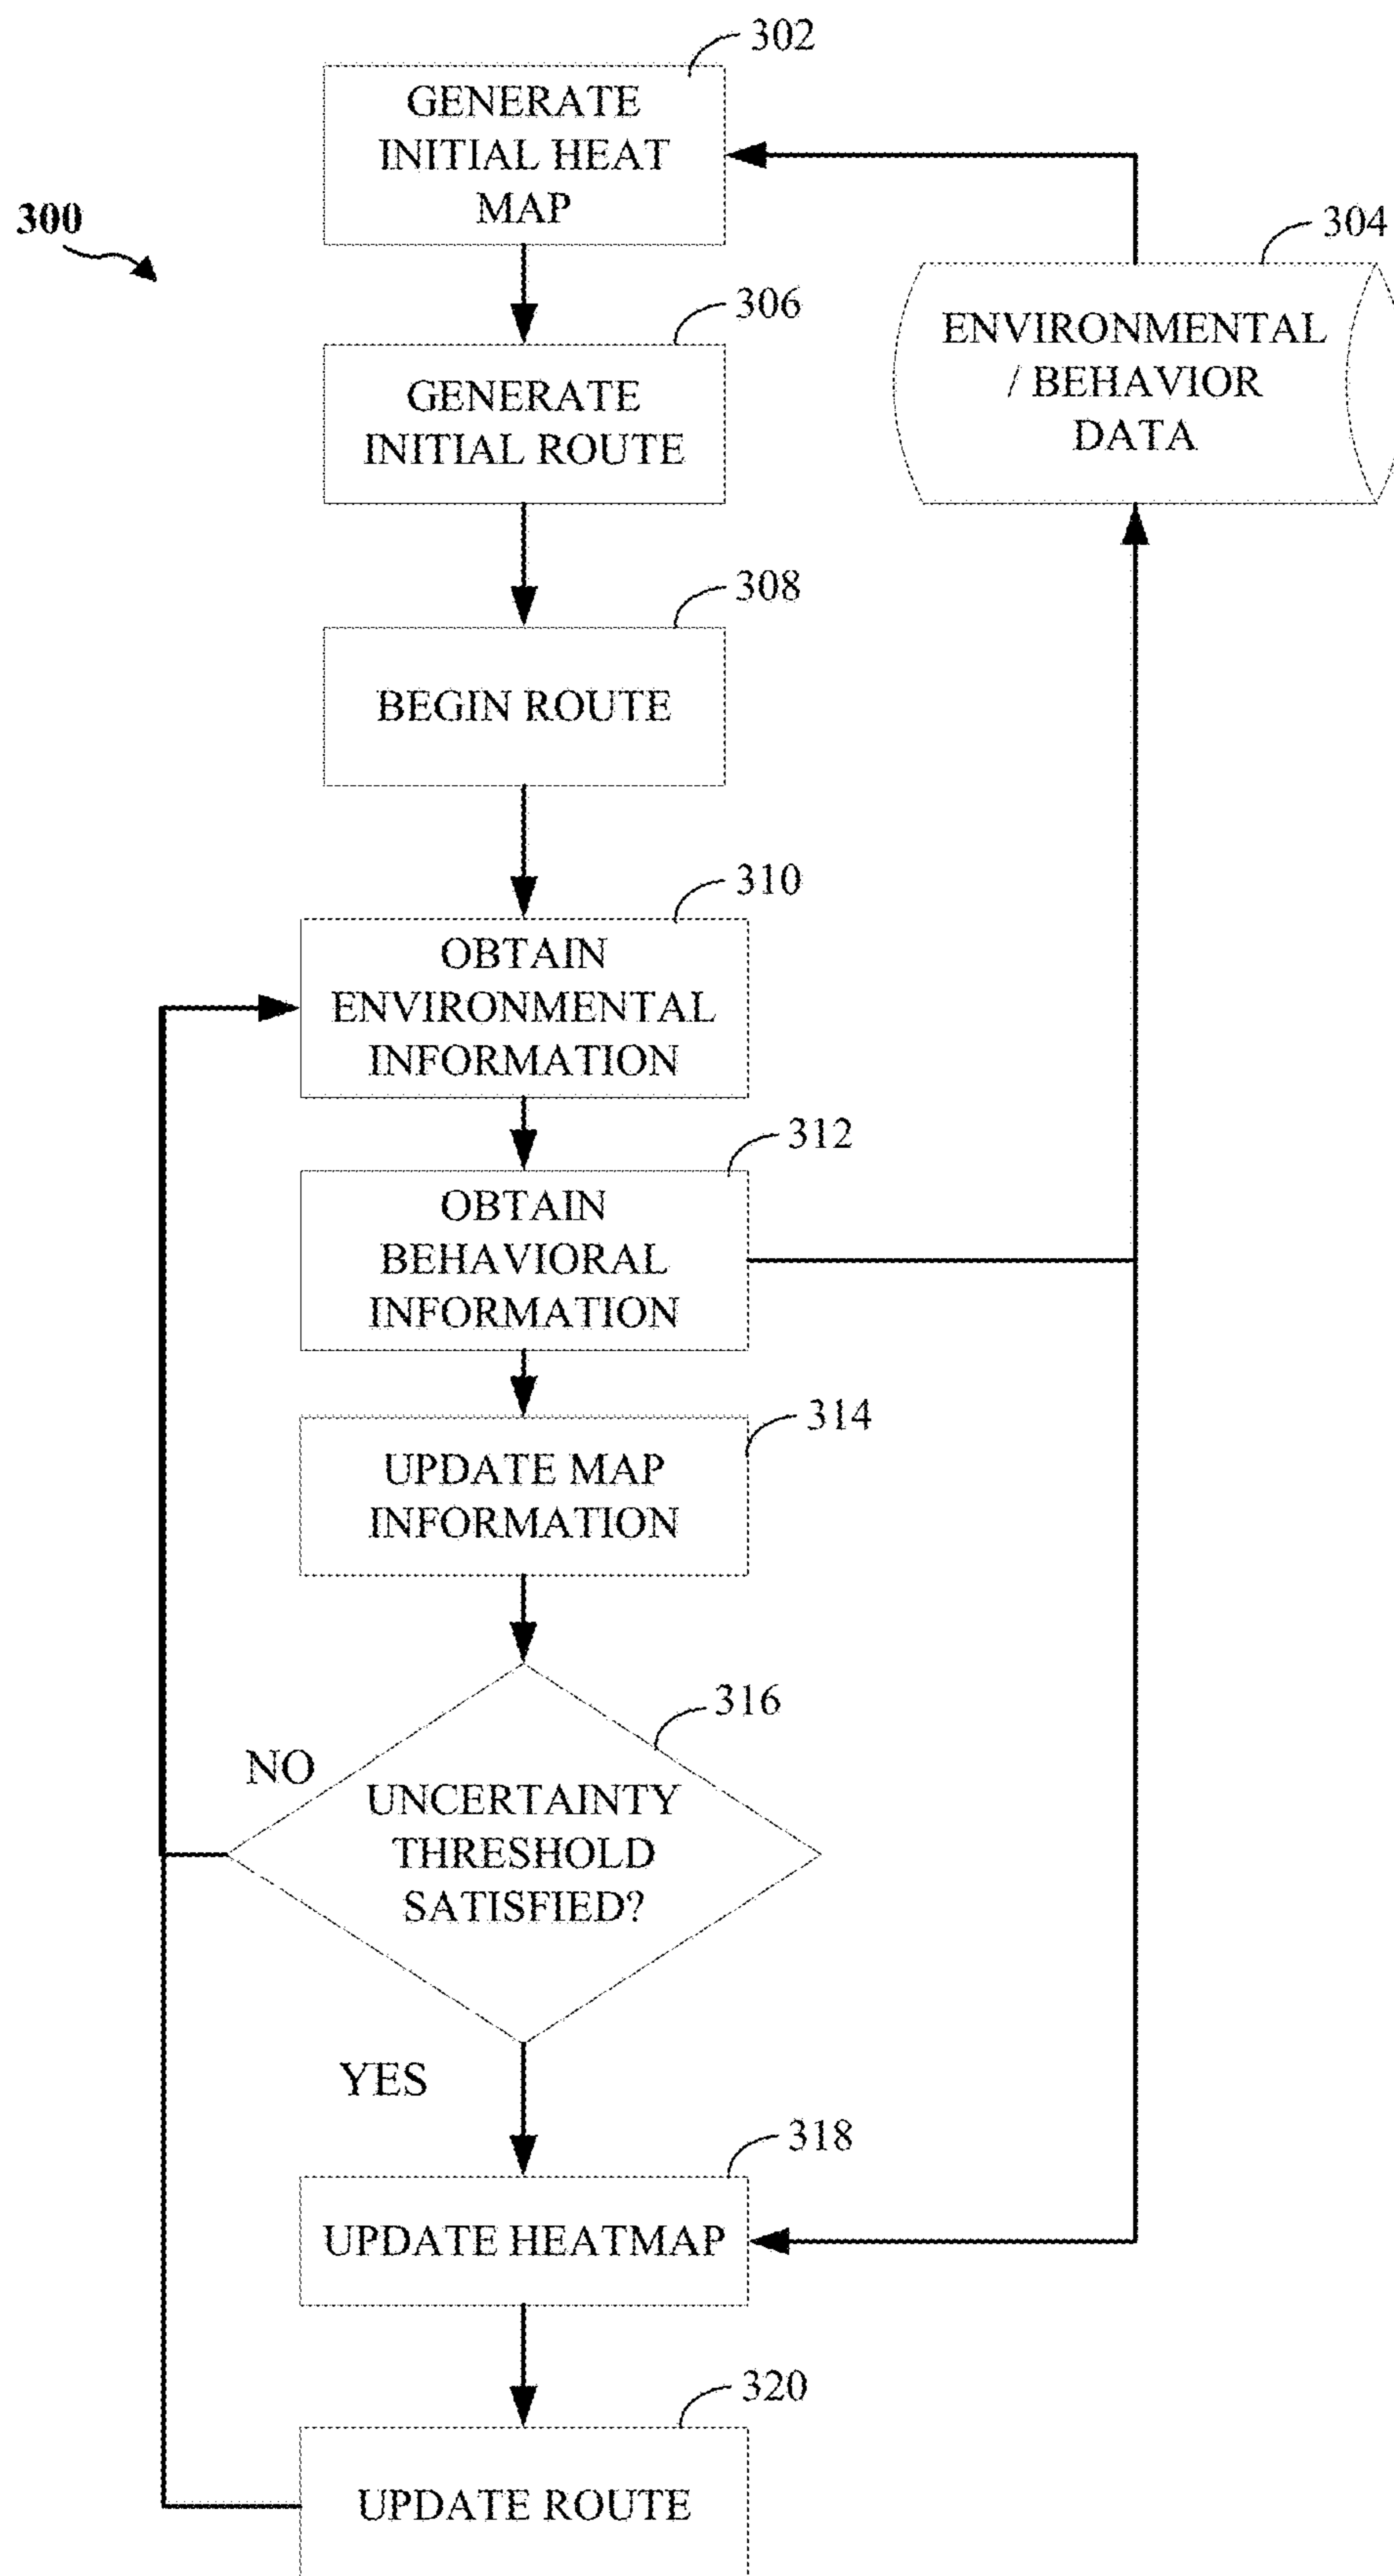 302
GENERATE
INITIAL HEAT
MAP
300
304
ENVIRONMENTAL
/ BEHAVIOR
DATA
306
GENERATE
INITIAL ROUTE
308
BEGIN ROUTE
310
OBTAIN
ENVIRONMENTAL
INFORMATION
312
OBTAIN
BEHAVIORAL
INFORMATION
314
UPDATE MAP
INFORMATION
316
NO
UNCERTAINTY
THRESHOLD
SATISFIED?
YES
318
UPDATE HEATMAP
320
UPDATE ROUTE